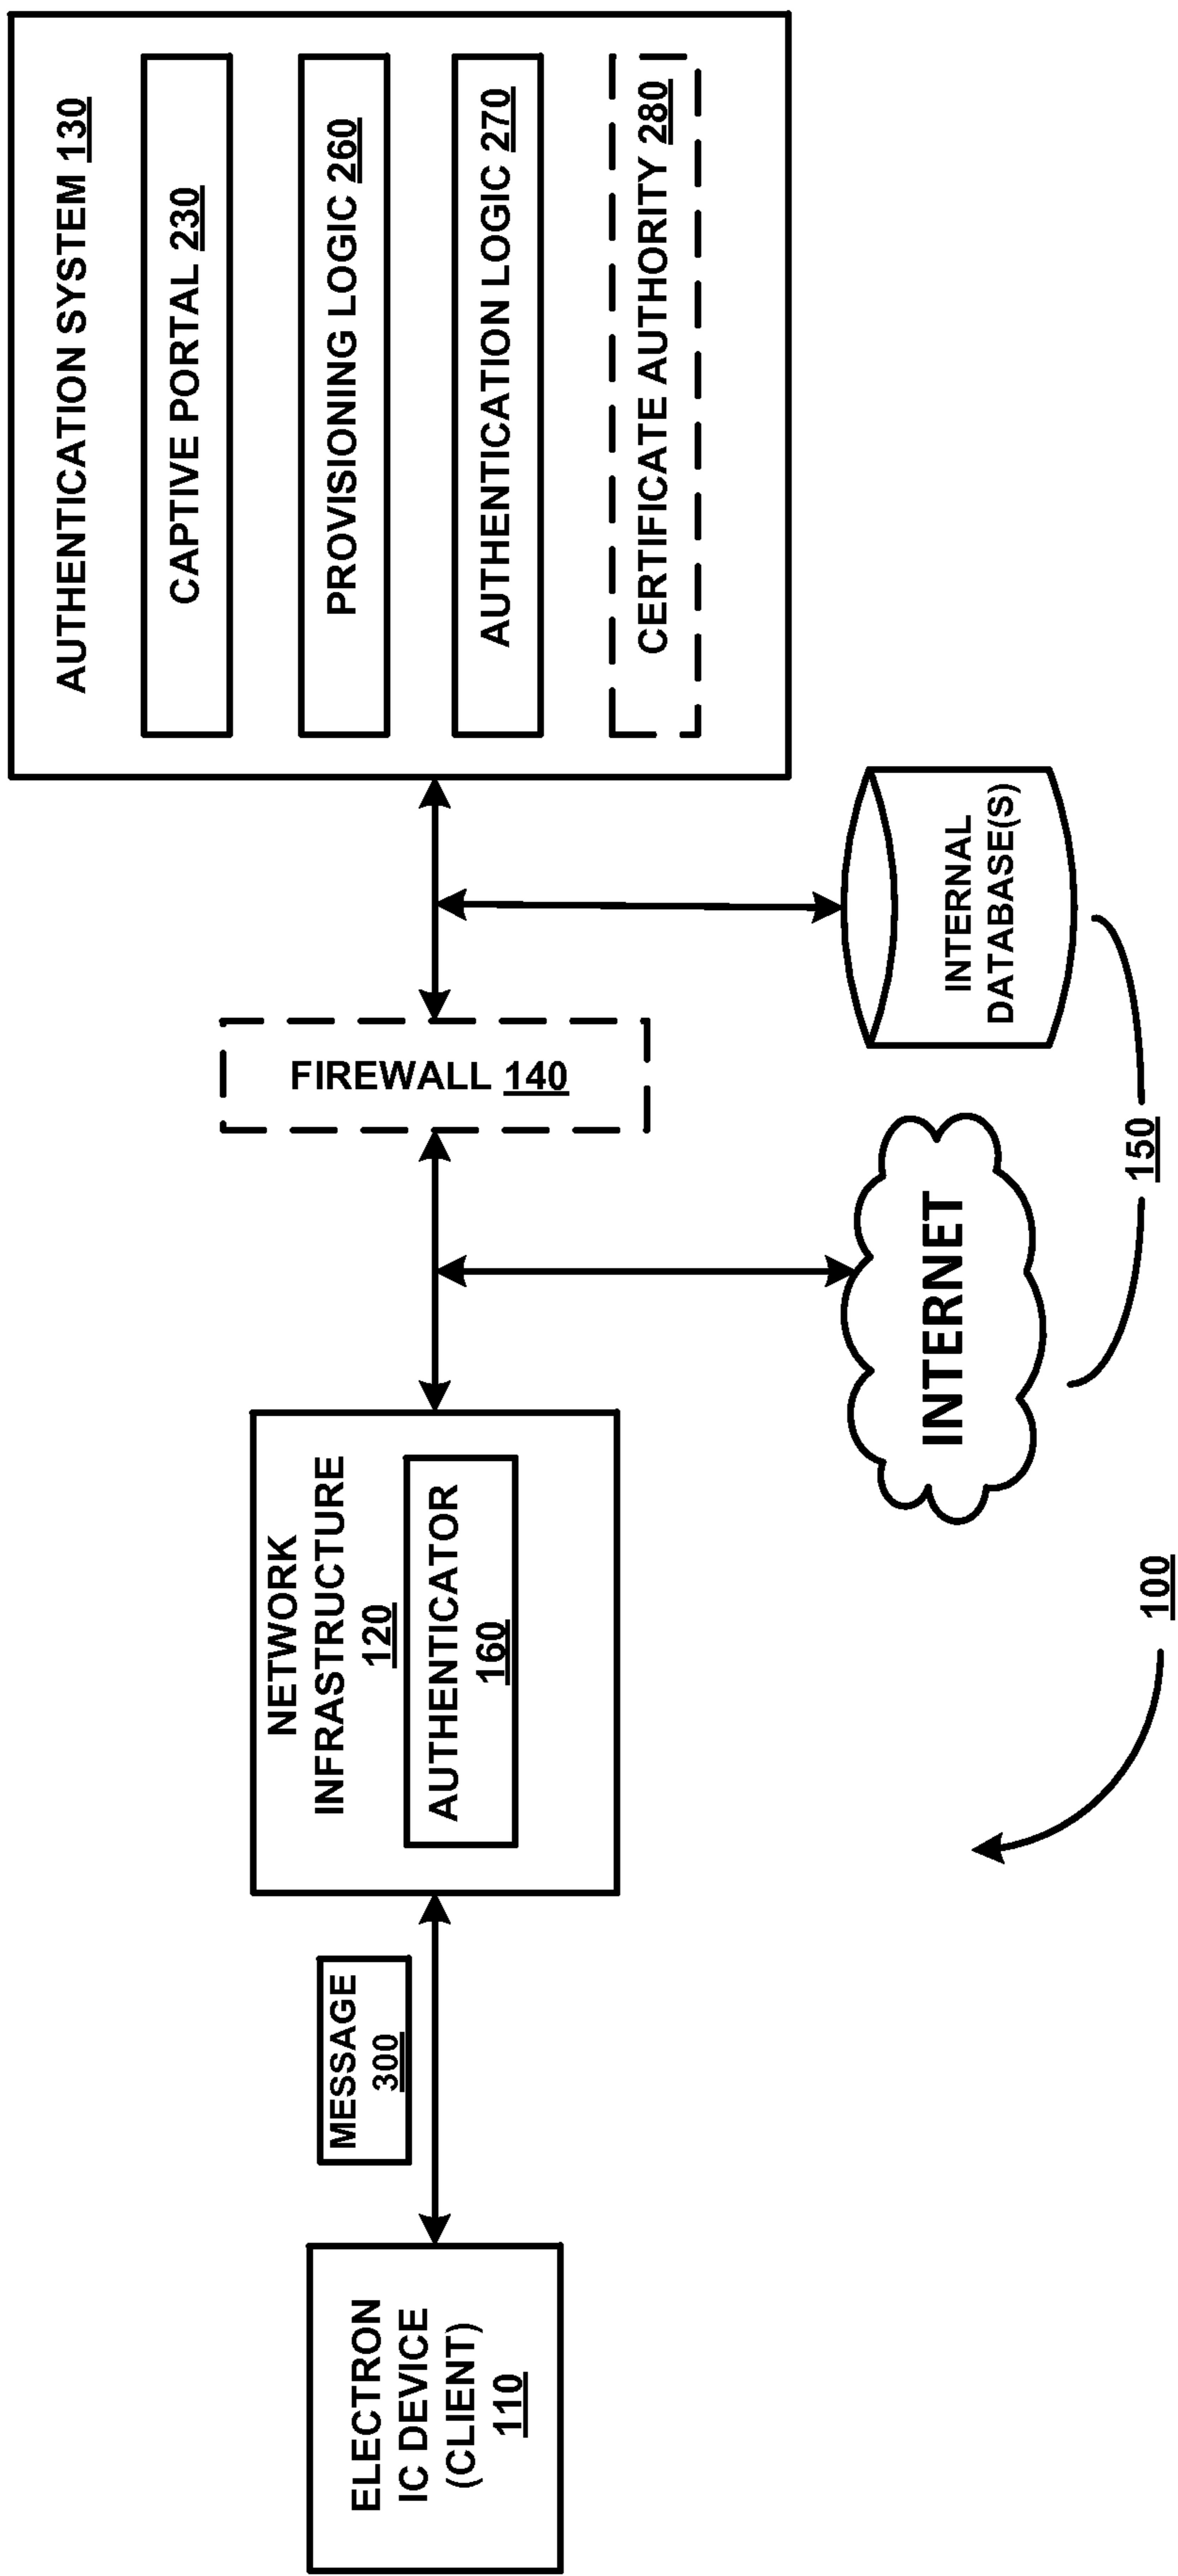 ELECTRON
IC DEVICE
(CLIENT)
110
MESSAGE
300
NETWORK
INFRASTRUCTURE
120
AUTHENTICATOR
160
FIREWALL 140
AUTHENTICATION SYSTEM 130
CAPTIVE PORTAL 230
PROVISIONING LOGIC 260
AUTHENTICATION LOGIC 270
CERTIFICATE AUTHORITY 280
INTERNET
INTERNAL
DATABASE(S)
150
100